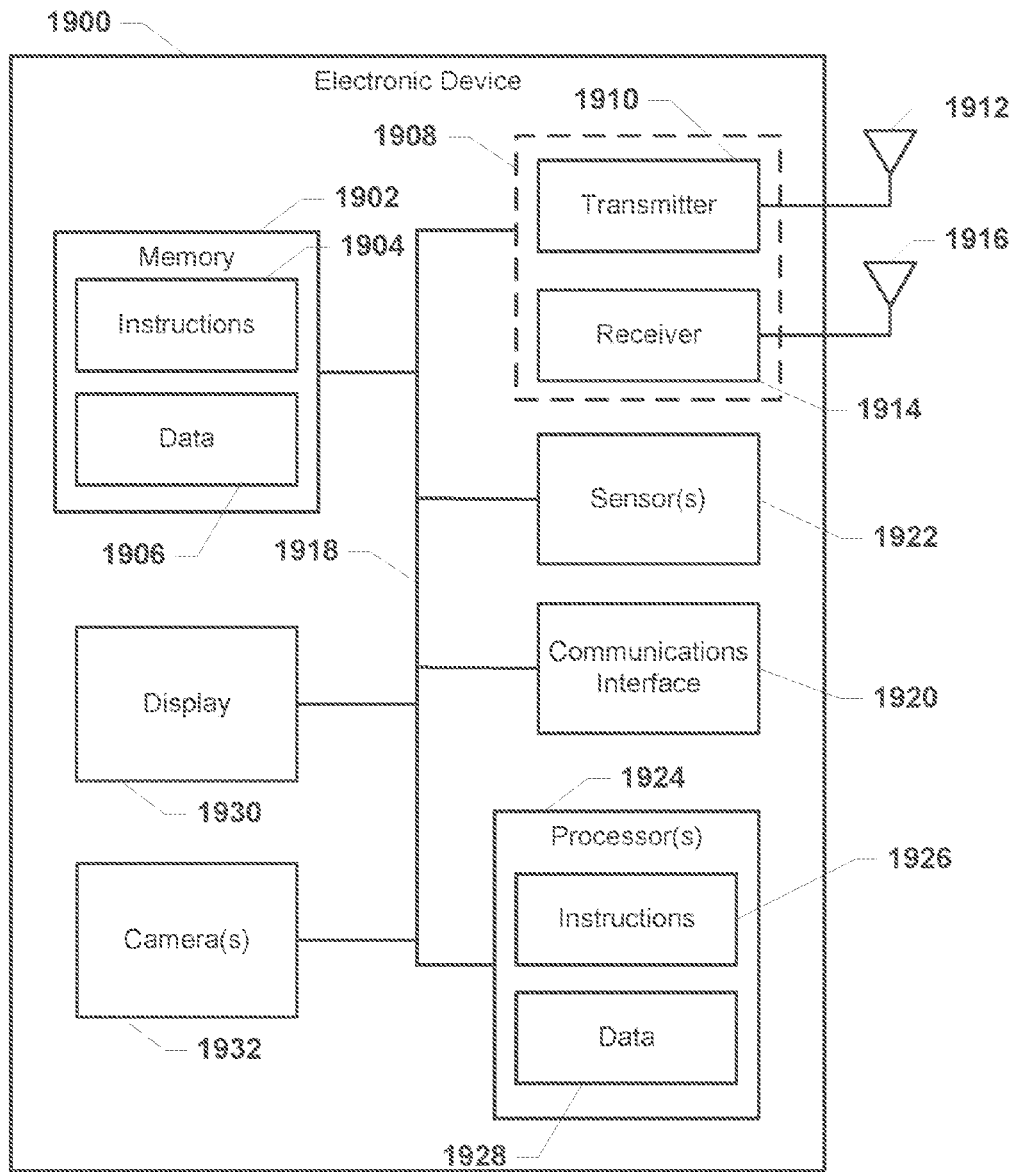 1900
Electronic Device
1910
1912
1908
Transmitter
1902
1904
1916
Memory
Instructions
Receiver
1914
Data
Sensor(s)
1906
1918
1922
Communications
Interface
Display
1920
1930
1924
Processor(s)
1926
Instructions
Camera(s)
1932
Data
1928